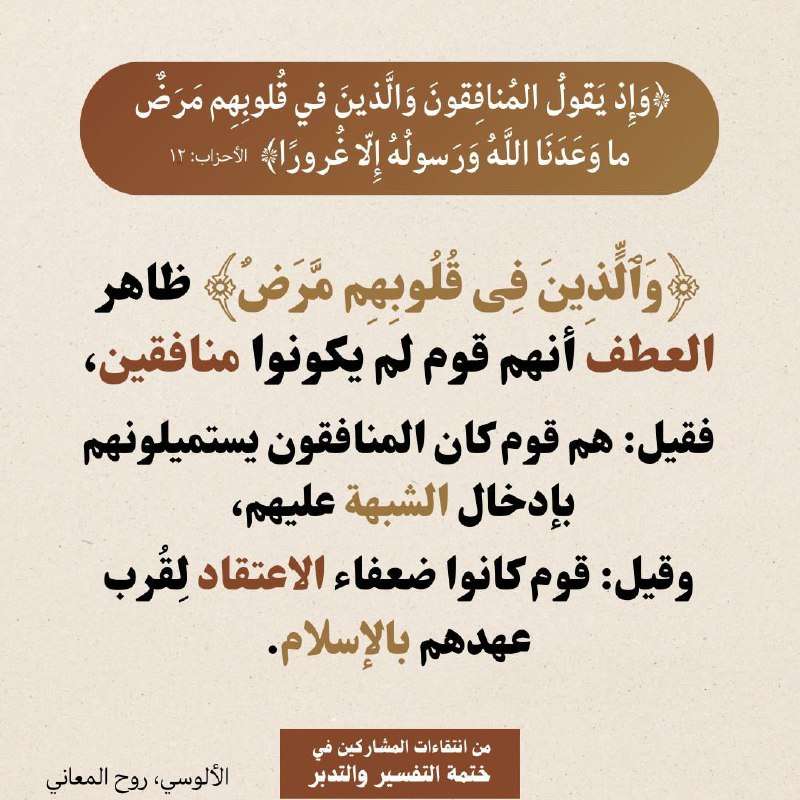 ﴿وَإِذ يَقولُ المُنافِقونَ وَالَّذينَ في قُلوبِهِم مَرَضٌ
ما وَعَدَنَا اللَّهُ وَرَسولُهُ إِلّا غُرورًا﴾ الأحزاب: ١٢
﴿وَٱلَّذِينَ فِى قُلُوبِهِم مَّرَضٌ﴾ ظاهر
العطف أنهم قوم لم يكونوا منافقين،
فقيل: هم قوم كان المنافقون يستميلونهم
بإدخال الشبهة عليهم،
وقيل: قوم كانوا ضعفاء الاعتقاد لِقُرب
عهدهم بالإسلام.
من انتقاءات المشاركين في
ختمة التفسير والتدبر
الألوسي، روح المعاني